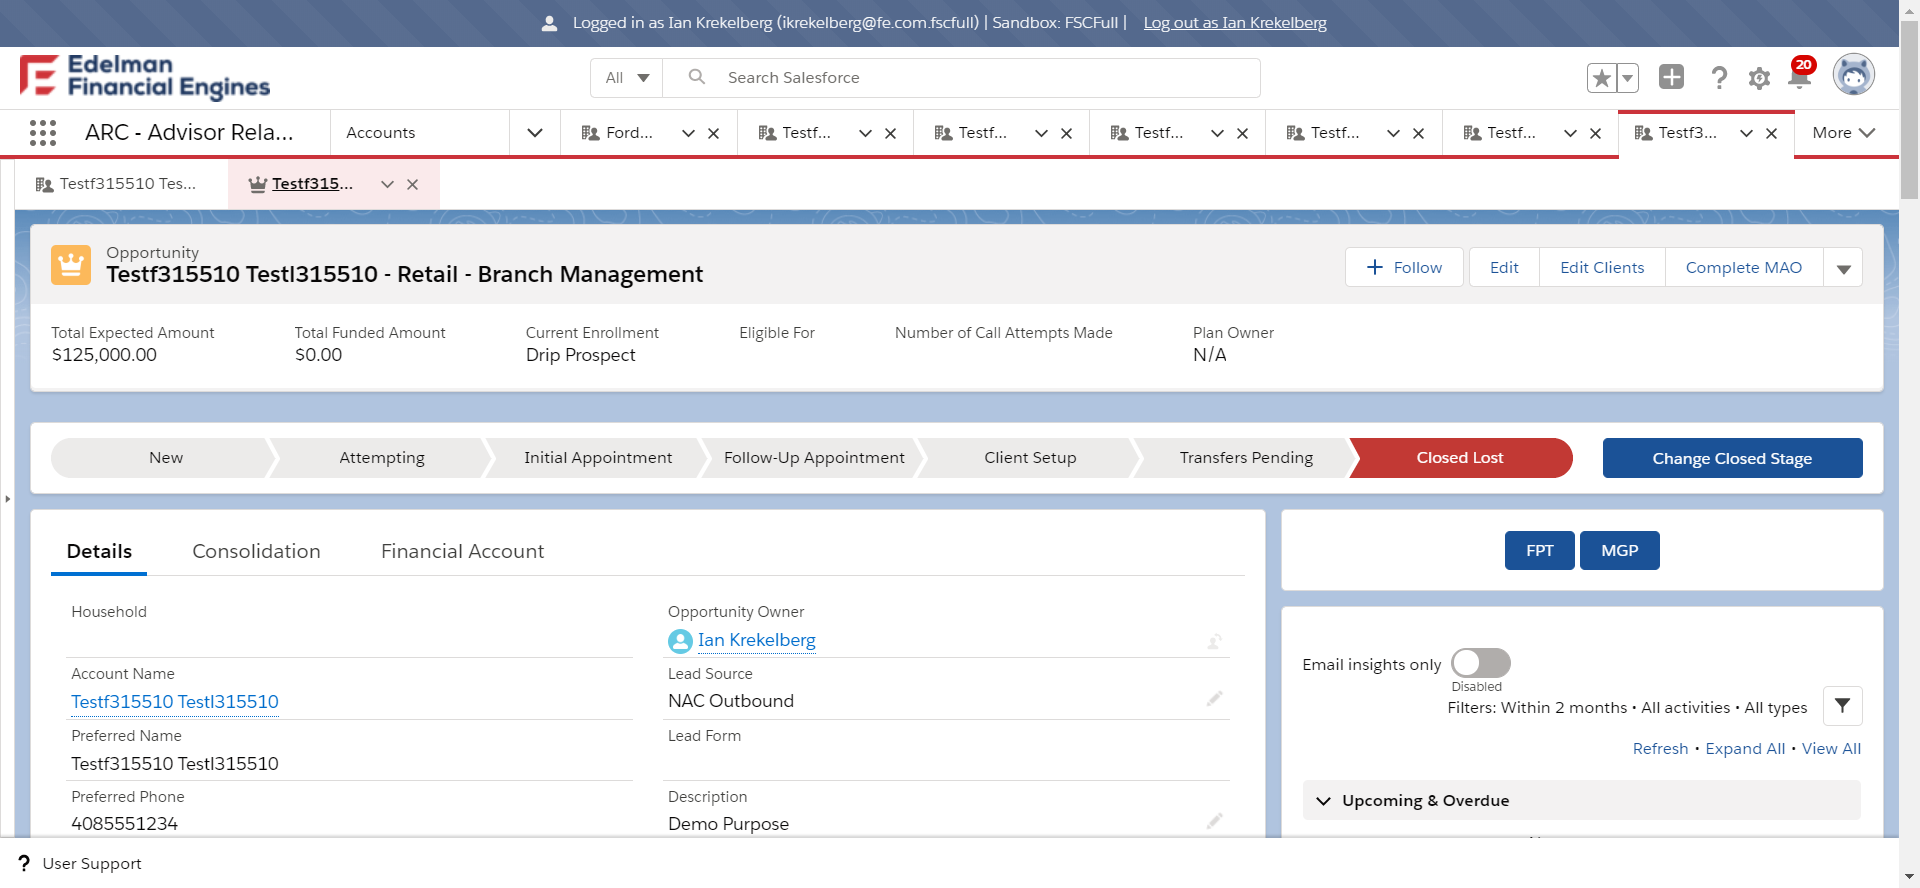 Logged in as Ian Krekelberg (ikrekelberg@fe.com.fscfull) | Sandbox: FSCFull | Log out as Ian Krekelberg
Edelman
Financial Engines
All
Search Salesforce
20
ARC - Advisor Rela...
Accounts
Ford...
Testf...
Testf...
Testf...
Testf...
Testf...
Testf3...
More
Testf315510 Tes...
Testf315...
Opportunity
Testf315510 Testl315510 - Retail - Branch Management
Follow
Edit
Edit Clients
Complete MAO
Total Expected Amount
Total Funded Amount
Current Enrollment
Eligible For
Number of Call Attempts Made
Plan Owner
$125,000.00
$0.00
Drip Prospect
N/A
New
Attempting
Initial Appointment
Follow-Up Appointment
Client Setup
Transfers Pending
Closed Lost
Change Closed Stage
Details
Consolidation
Financial Account
FPT
MGP
Household
Opportunity Owner
Ian Krekelberg
Account Name
Testf315510 Testl315510
Lead Source
NAC Outbound
Preferred Name
Testf315510 Testl315510
Lead Form
Preferred Phone
4085551234
Description
Demo Purpose
Email insights only
Disabled
Filters: Within 2 months • All activities • All types
Refresh • Expand All • View All
Upcoming & Overdue
? User Support